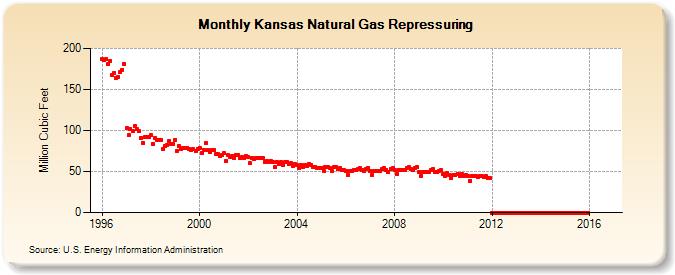 Monthly Kansas Natural Gas Repressuring
Million Cubic Feet
200
150
100
50
0
1996 2000 2004 2008 2012 2016
Source: U.S. Energy Information Administration